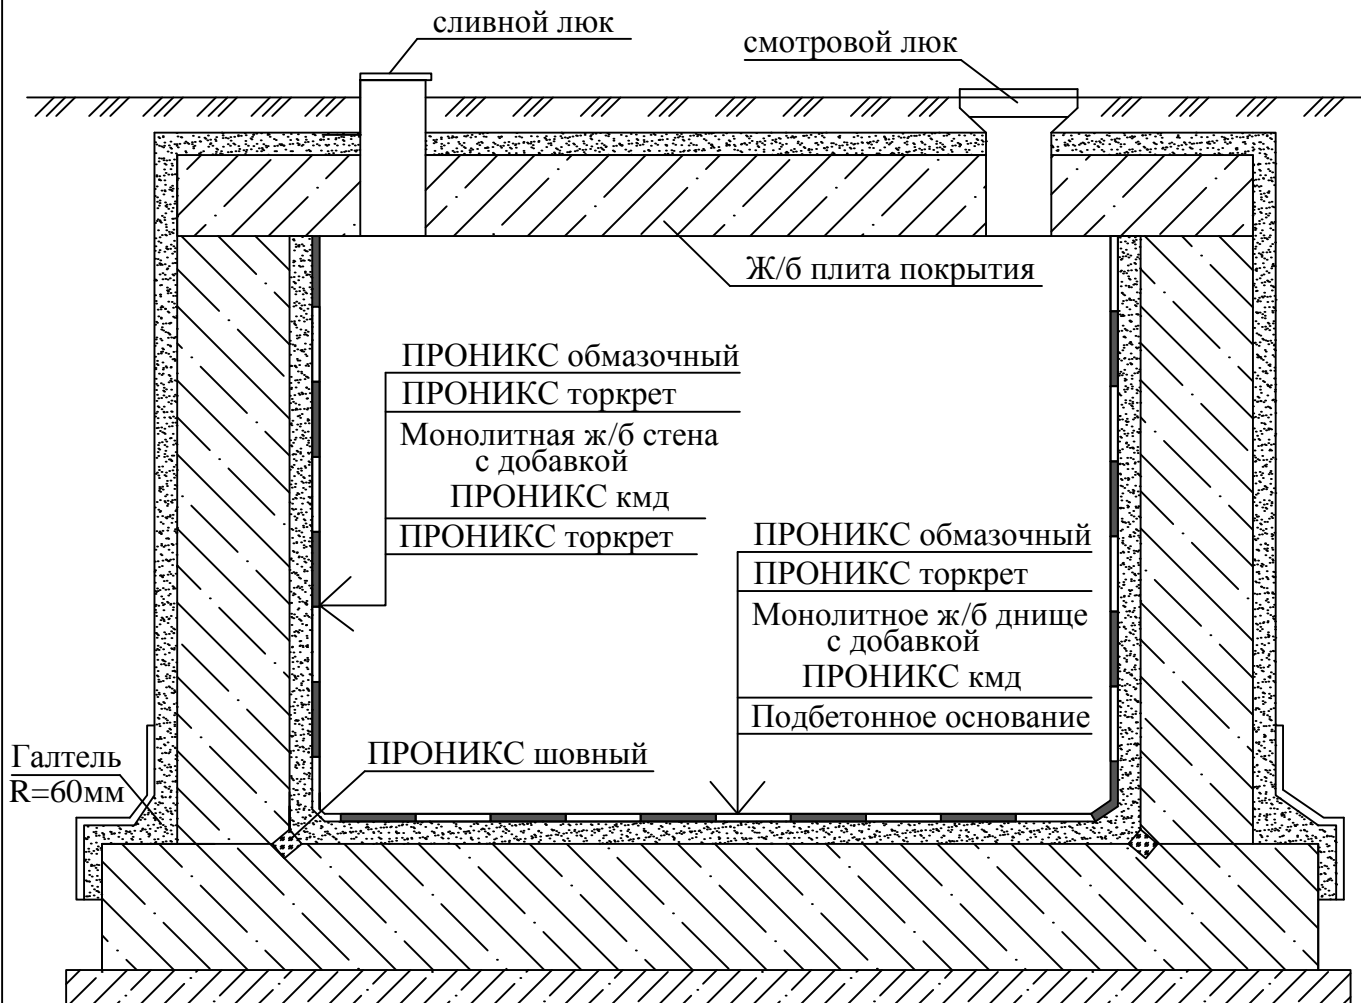 сливной люк
смотровой люк
Ж/б плита покрытия
ПРОНИКС обмазочный
ПРОНИКС торкрет
Монолитная ж/б стена
с добавкой
ПРОНИКС кмд
ПРОНИКС торкрет
ПРОНИКС обмазочный
ПРОНИКС торкрет
Монолитное ж/б днище
с добавкой
ПРОНИКС кмд
Подбетонное основание
Галтель
R=60мм
ПРОНИКС шовный